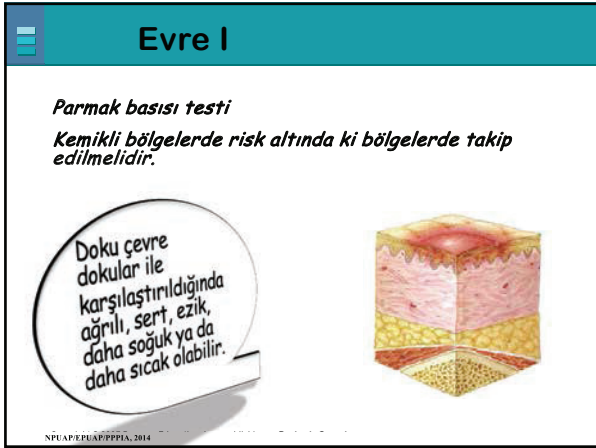 Evre I
Parmak basısı testi
Kemikli bölgelerde risk altında ki bölgelerde takip
edilmelidir.
Doku çevre
dokular ile
karşılaştırıldığında
ağrılı, sert, ezik,
daha soğuk ya da
daha sıcak olabilir.
NPUAP/EPUAP/PPPIA, 2014